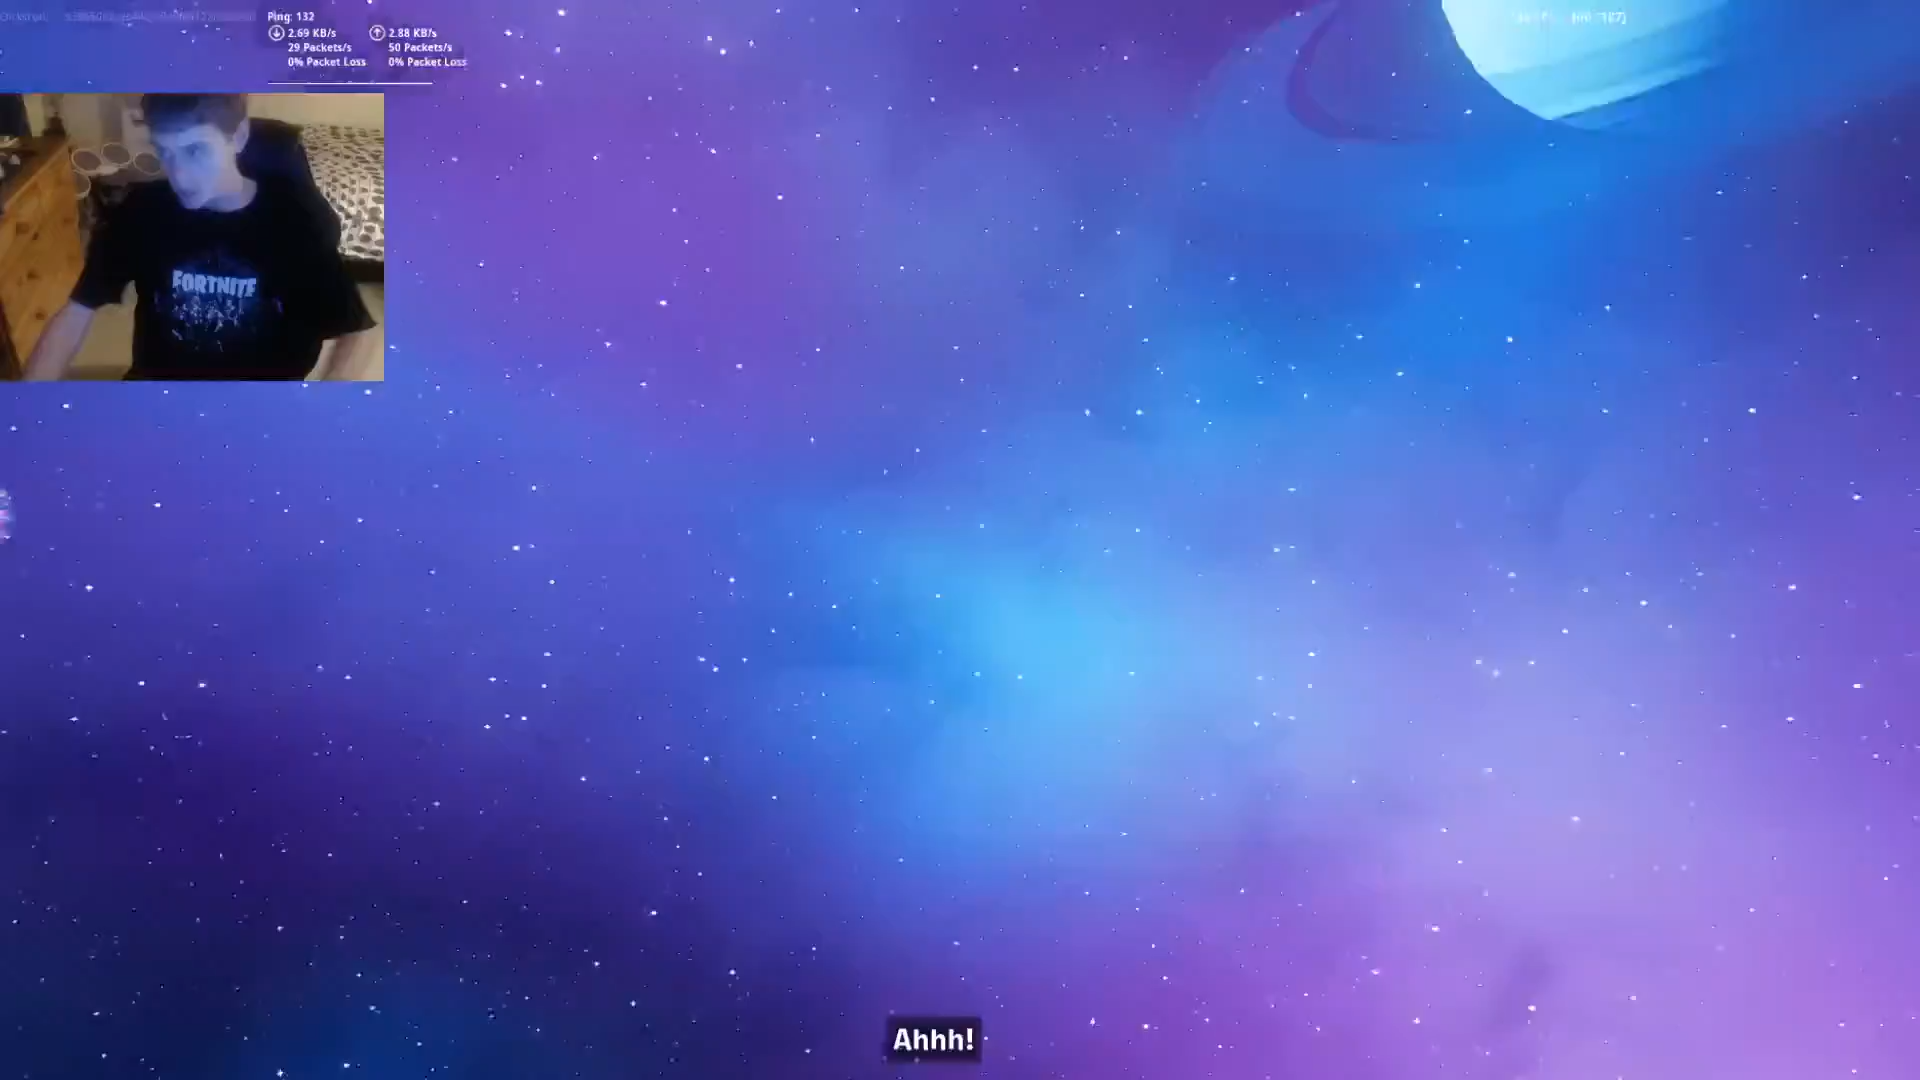 Ping: 132
2.69 KB/s 2.88 KB/s
29 Packets/s 50 Packets/s
0% Packet Loss 0% Packet Loss
FORTNITE
Ahhh!